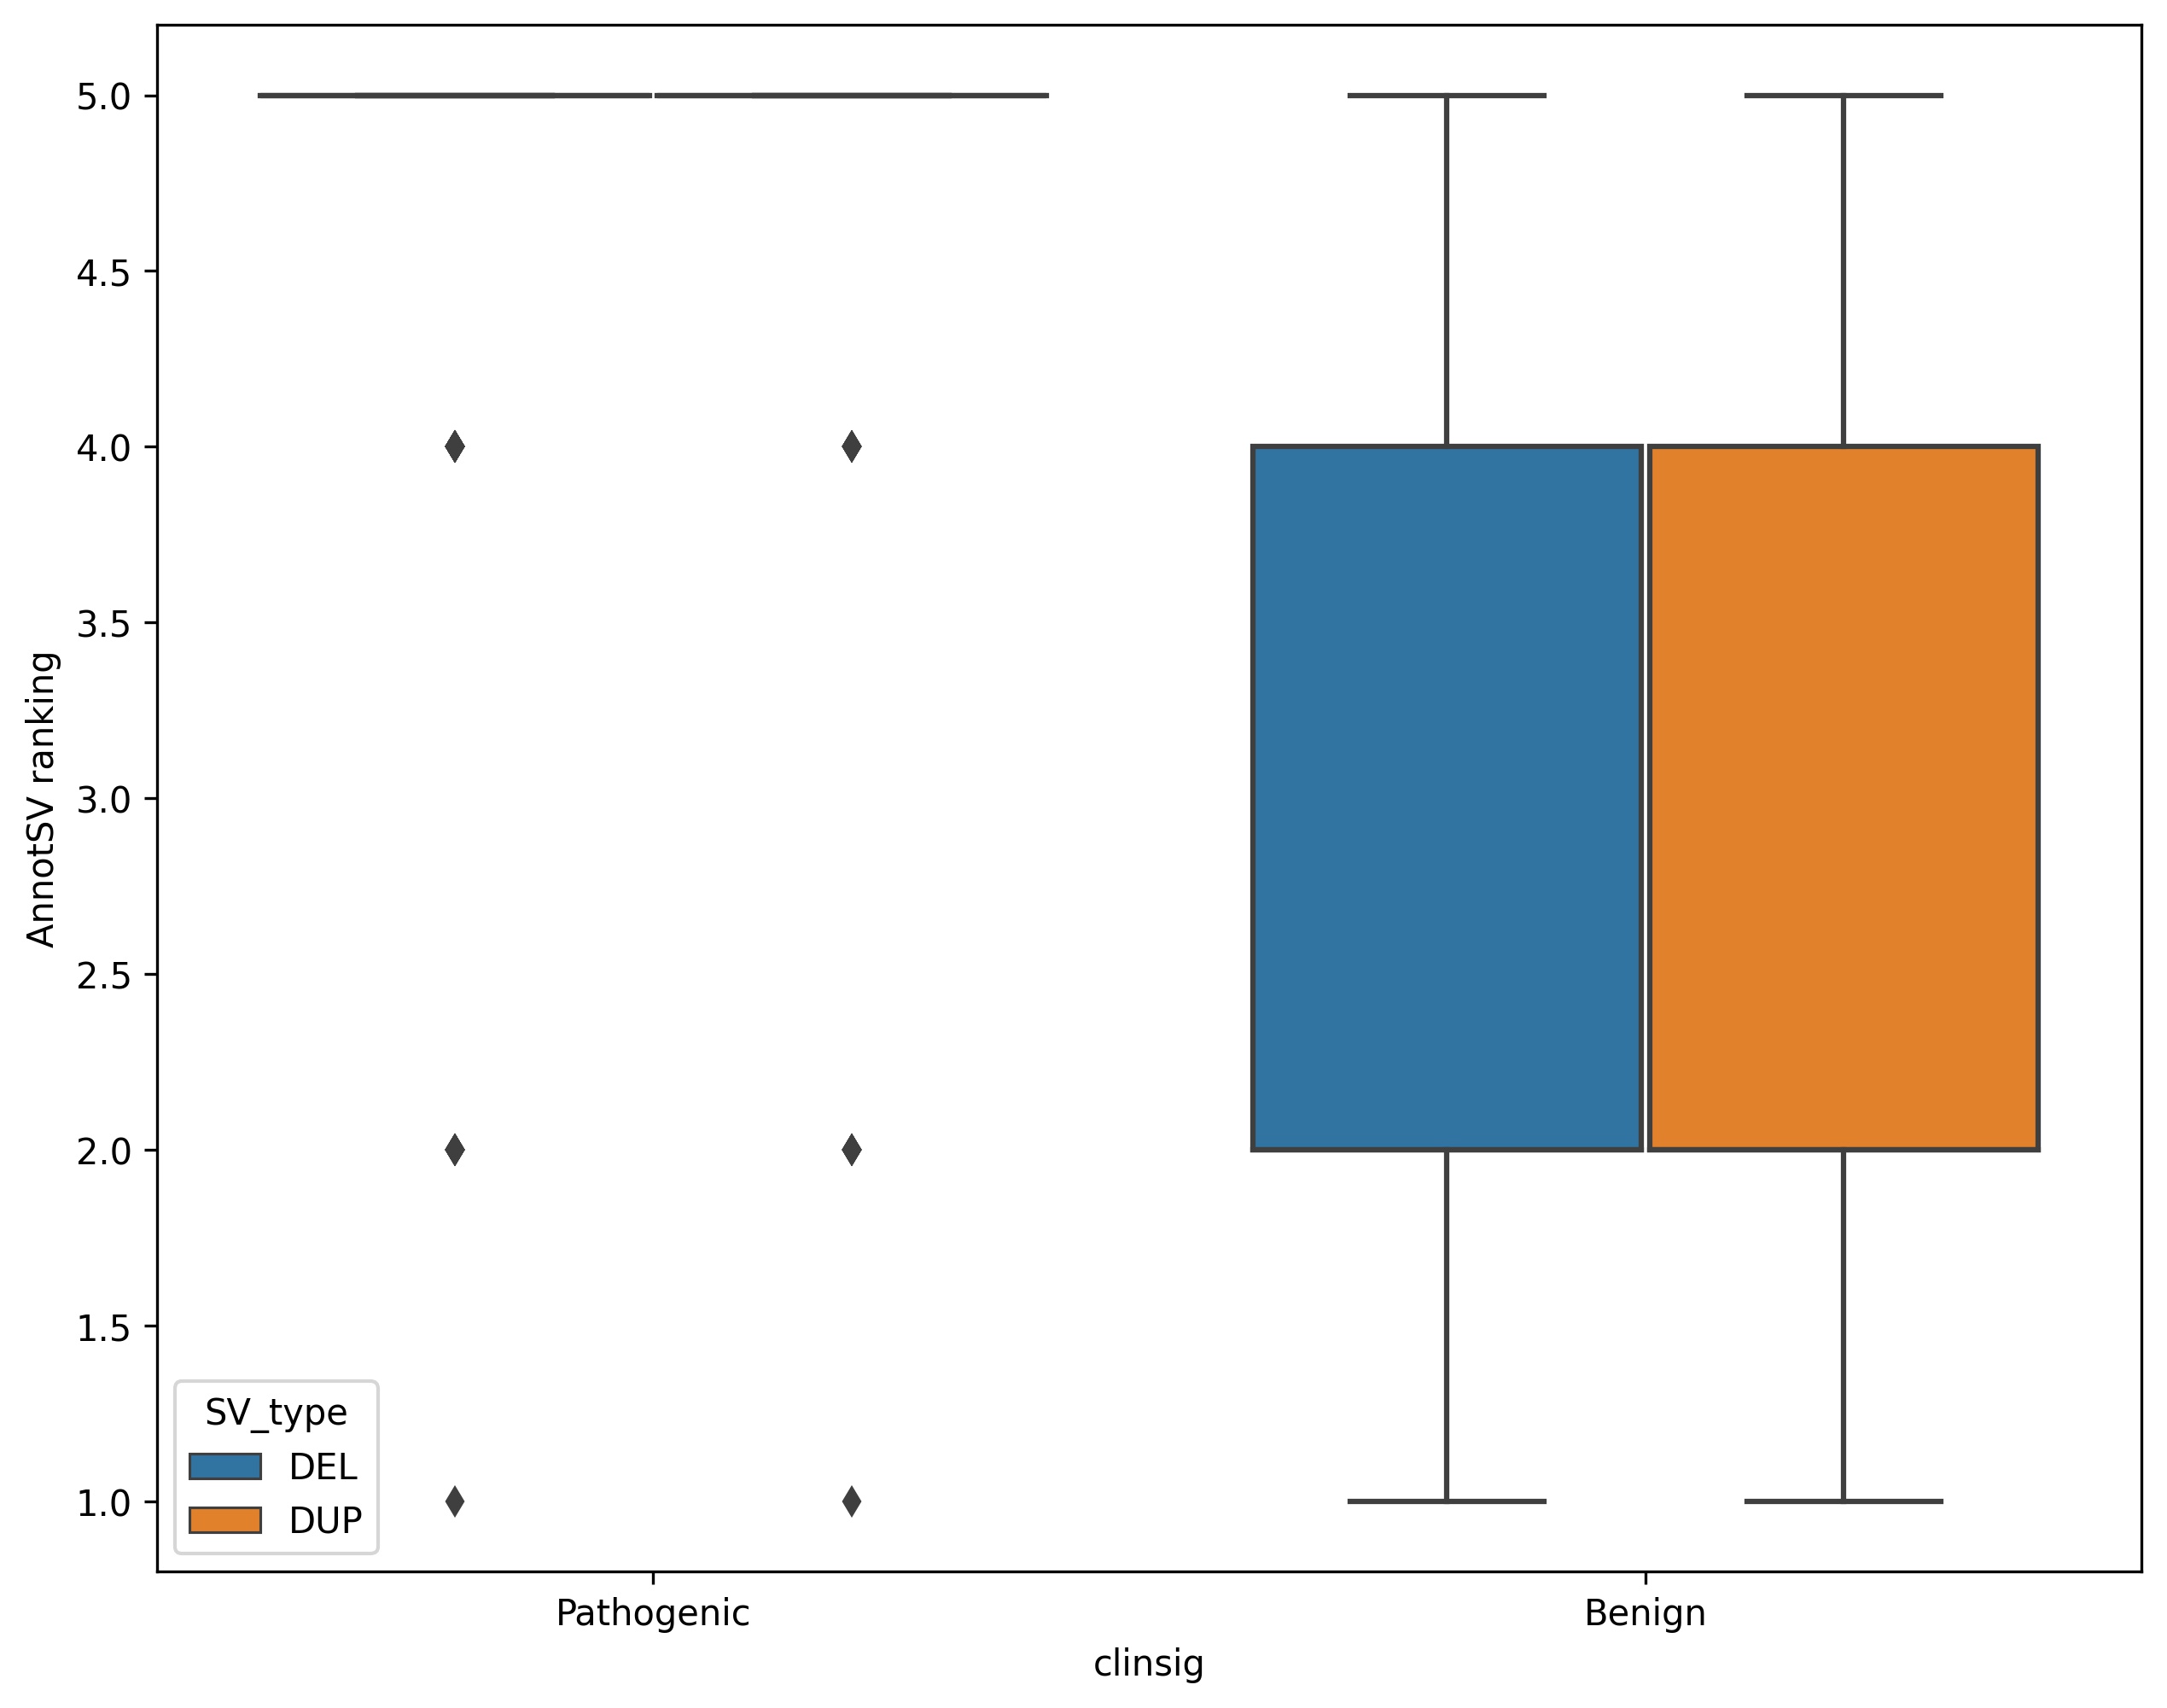 AnnotSV ranking
5.0
4.5
4.0
3.5
3.0
2.5
2.0
1.5
1.0
SV_type
DEL
DUP
Pathogenic
Benign
clinsig